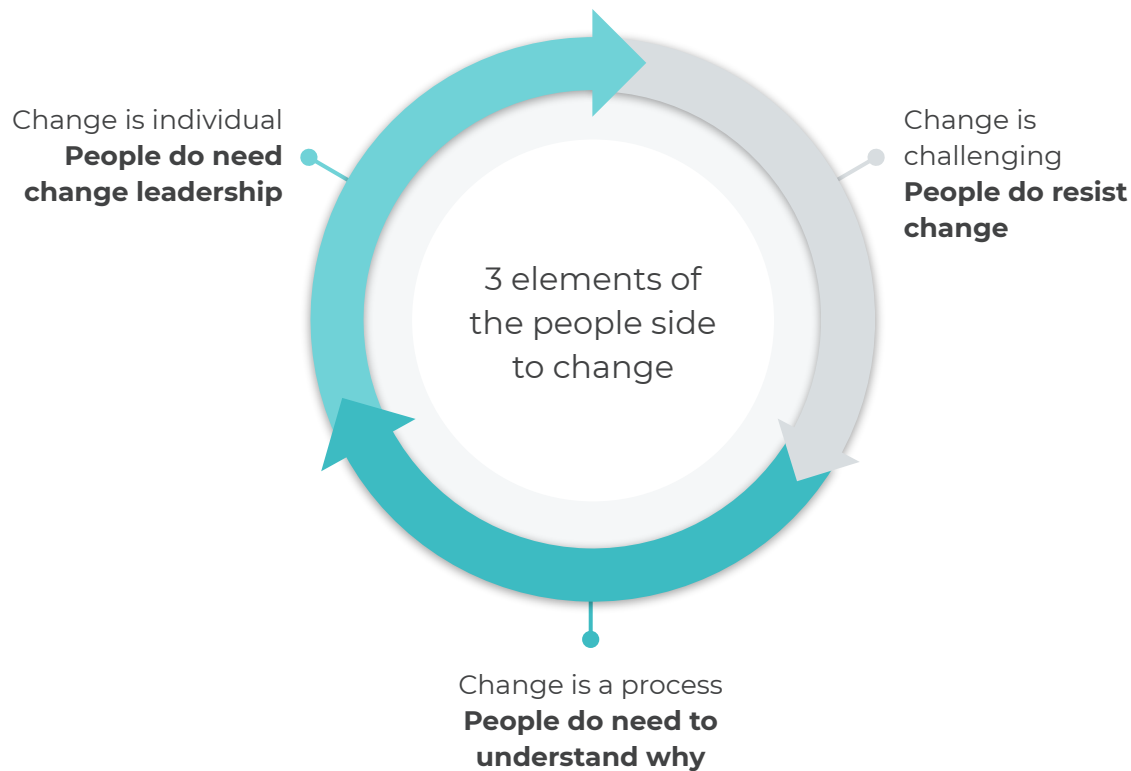 Change is individual
People do need
change leadership
Change is
challenging
People do resist
change
3 elements of
the people side
to change
Change is a process
People do need to
understand why